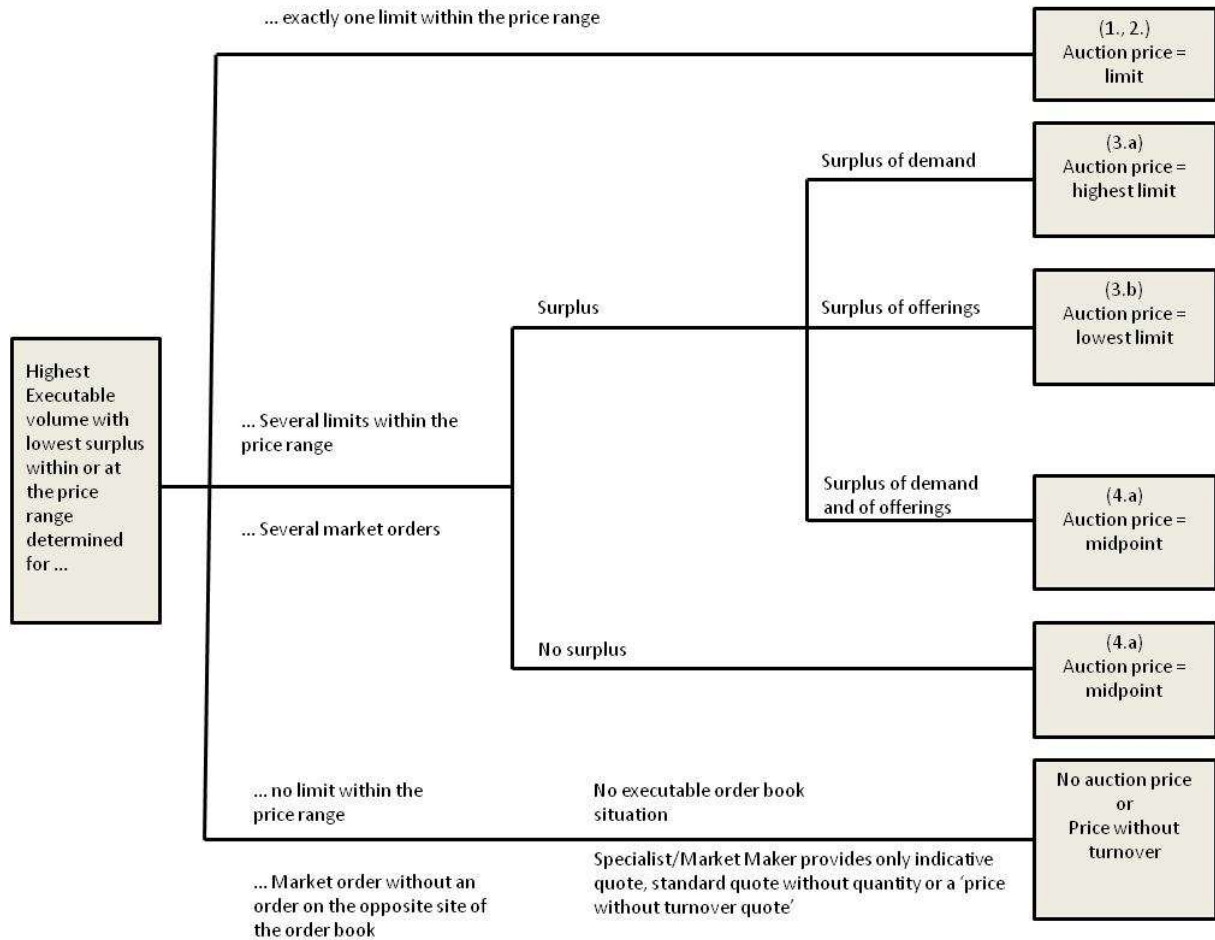 ... exactly one limit within the price range
(1., 2.)
Auction price =
limit
(3.a)
Auction price =
highest limit
Surplus of demand
Surplus
Surplus of offerings
(3.b)
Auction price =
lowest limit
Highest
Executable
volume with
lowest surplus
within or at
the price
range
determined
for ...
... Several limits within the
price range
... Several market orders
Surplus of demand
and of offerings
(4.a)
Auction price =
midpoint
No surplus
(4.a)
Auction price =
midpoint
... no limit within the
price range
No executable order book
situation
... Market order without an
order on the opposite site of
the order book
Specialist/Market Maker provides only indicative
quote, standard quote without quantity or a ‘price
without turnover quote’
No auction price
or
Price without
turnover